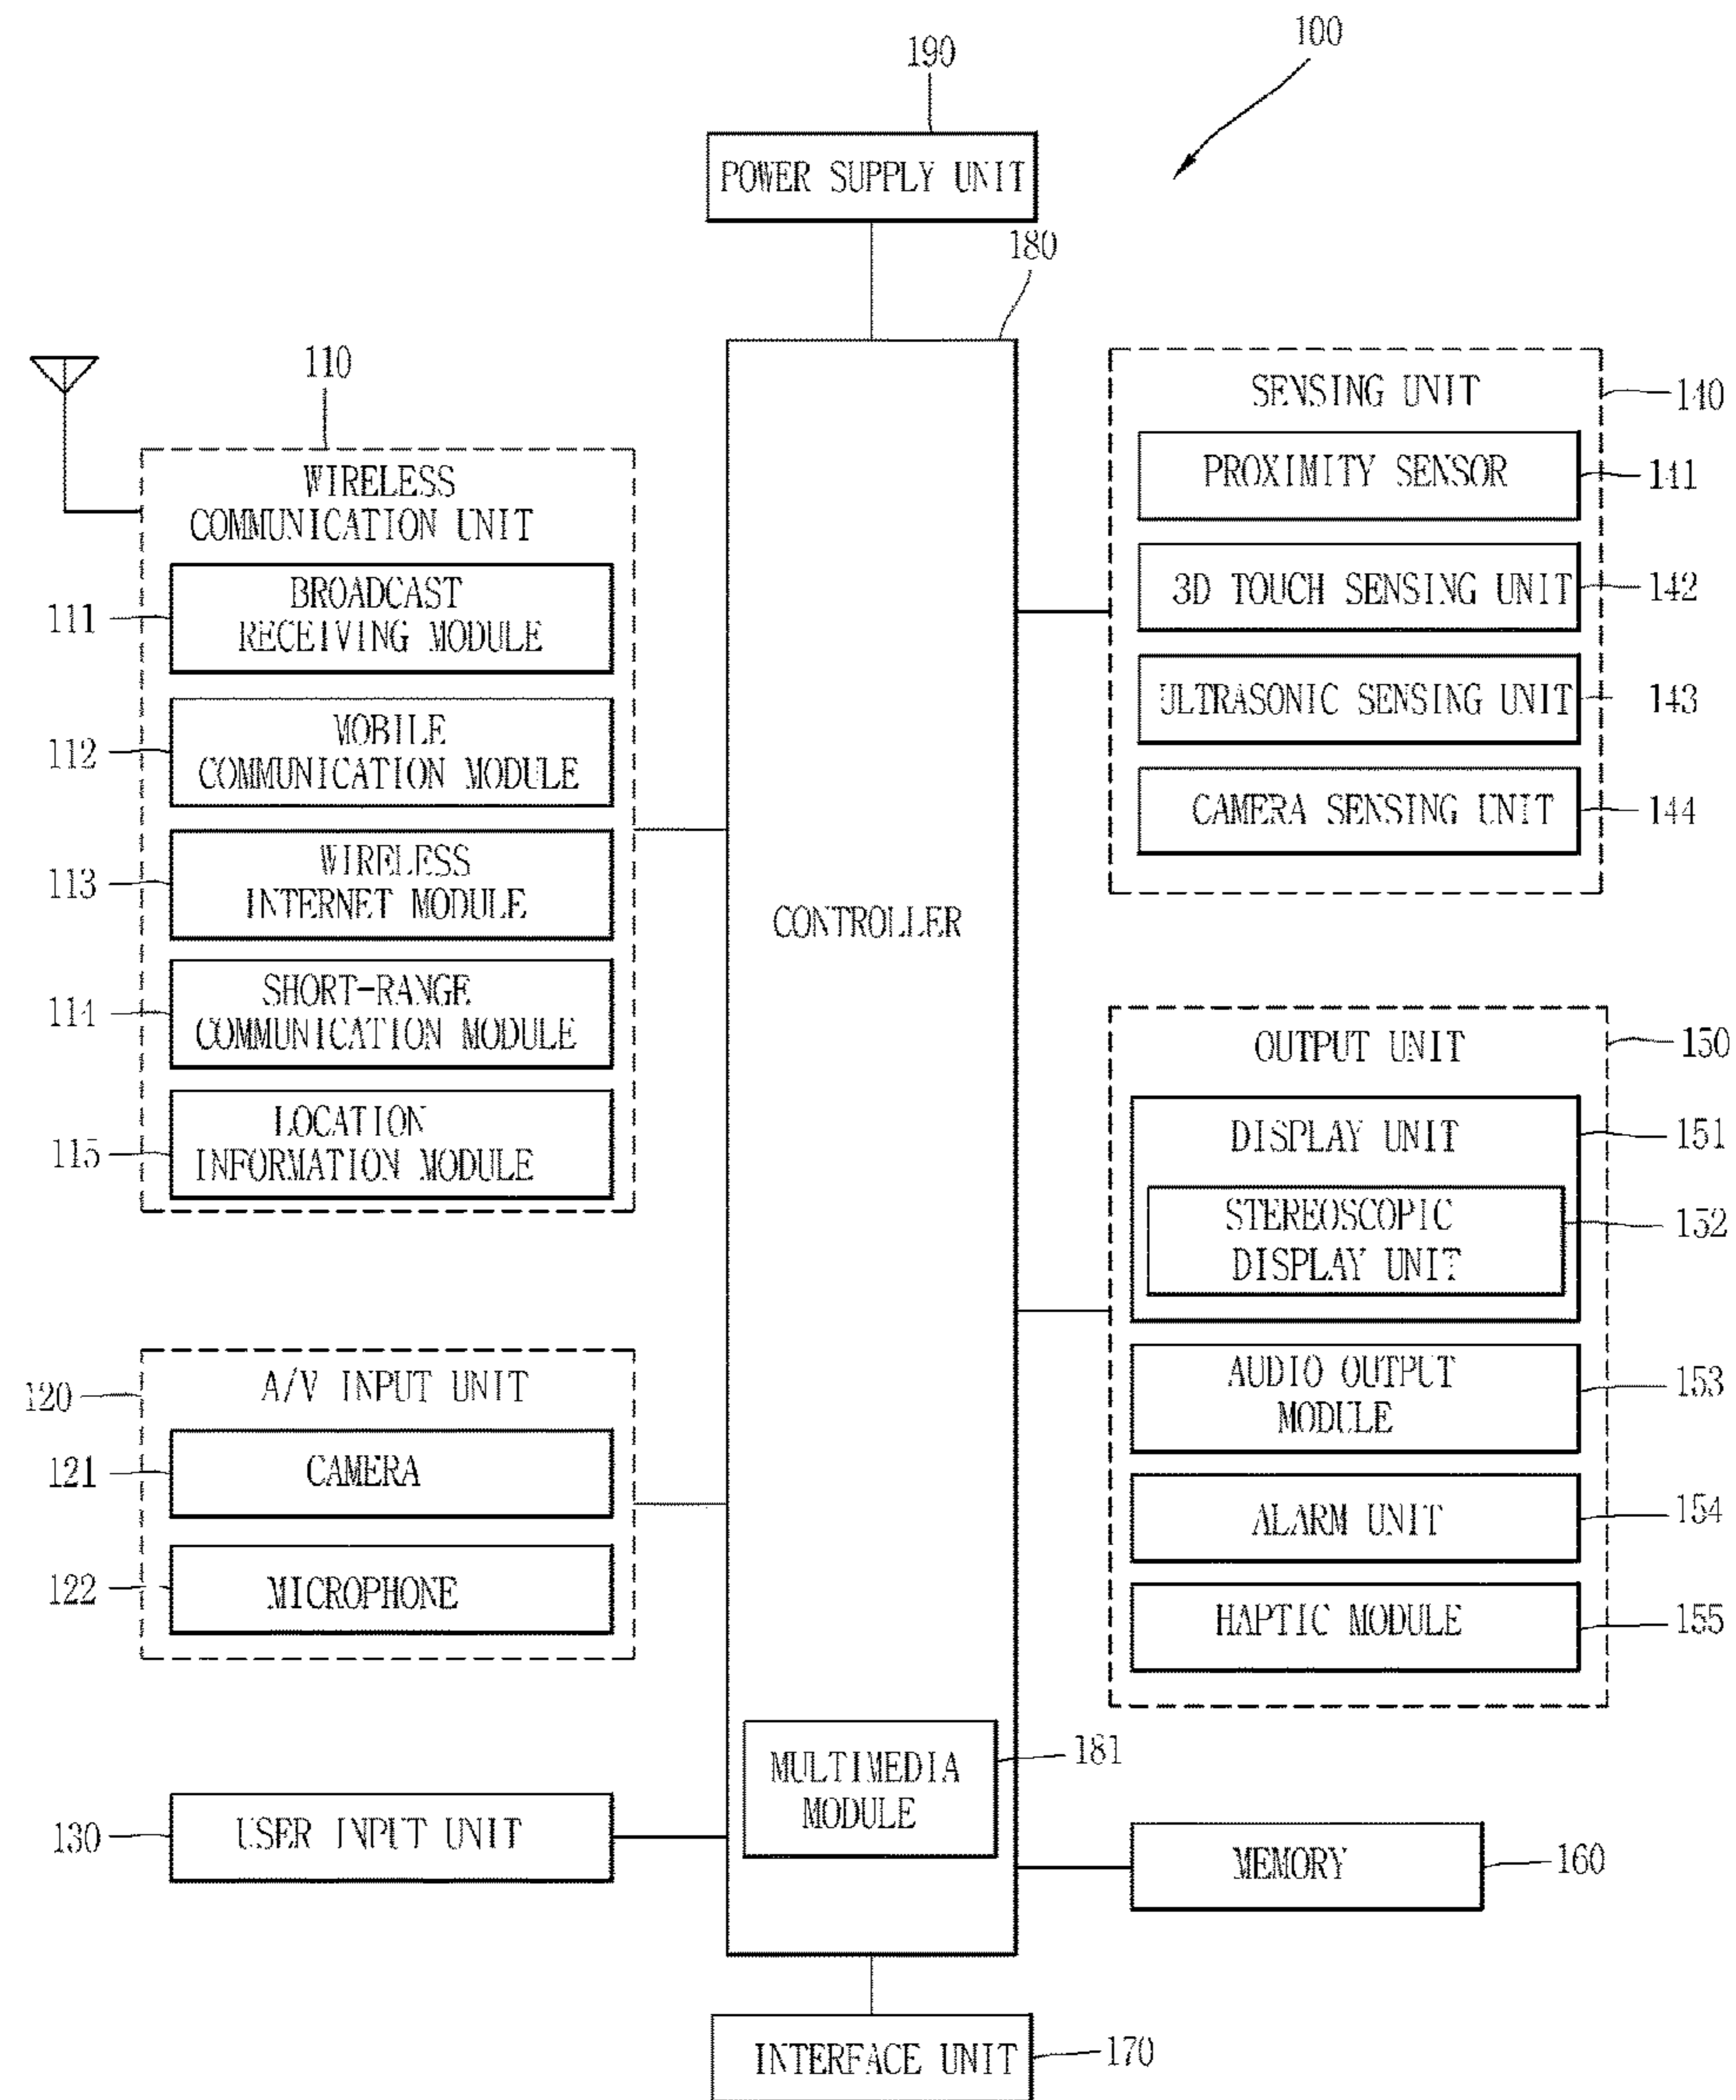 100
190
POWER SUPPLY UNIT
180
CONTROLLER
110
WIRELESS
COMMUNICATION UNIT
111
BROADCAST
RECEIVING MODULE
112
MOBILE
COMMUNICATION MODULE
113
WIRELESS
INTERNET MODULE
114
SHORT-RANGE
COMMUNICATION MODULE
115
LOCATION
INFORMATION MODULE
120
A/V INPUT UNIT
121
CAMERA
122
MICROPHONE
130
USER INPUT UNIT
SENSING UNIT
140
PROXIMITY SENSOR
141
3D TOUCH SENSING UNIT
142
ULTRASONIC SENSING UNIT
143
CAMERA SENSING UNIT
144
OUTPUT UNIT
150
DISPLAY UNIT
151
STEREOSCOPIC
DISPLAY UNIT
152
AUDIO OUTPUT
MODULE
153
ALARM UNIT
154
HAPTIC MODULE
155
MULTIMEDIA
MODULE
181
MEMORY
160
INTERFACE UNIT
170